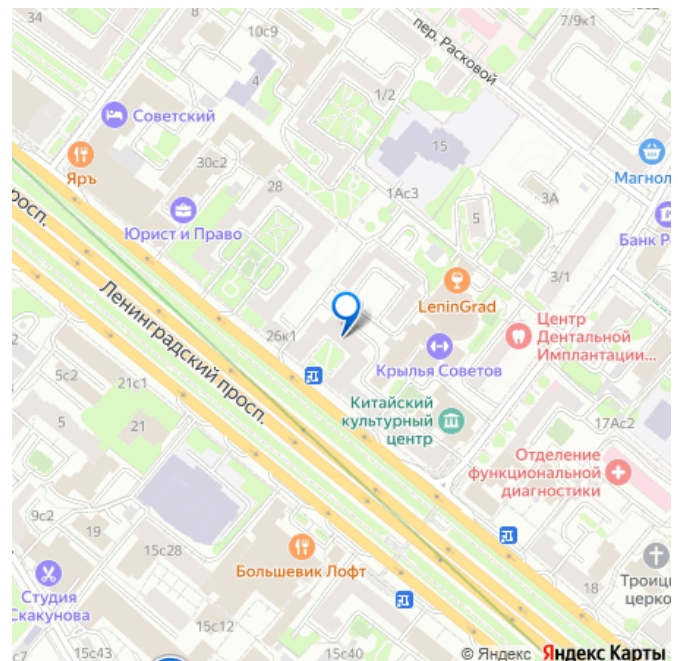 34
10с9
пер. Расковой
7/9к1
4
1/2
Советский
15
Яръ
30с2
28
1Ас3
3А
Магнол
просп.
Юрист и Право
5
Банк Р
3/1
LeninGrad
Ленинградский просп.
26к1
Центр
Дентальной
Имплантации...
Крылья Советов
5с2
21с1
Китайский
культурный
центр
5
21
17Ас2
Отделение
функциональной
диагностики
9с2
19
15с28
Большевик Лофт
Студия
Скакунова
18
Троиц
церко
15с12
с7
15с43
15с40
© Яндекс Яндекс Карты